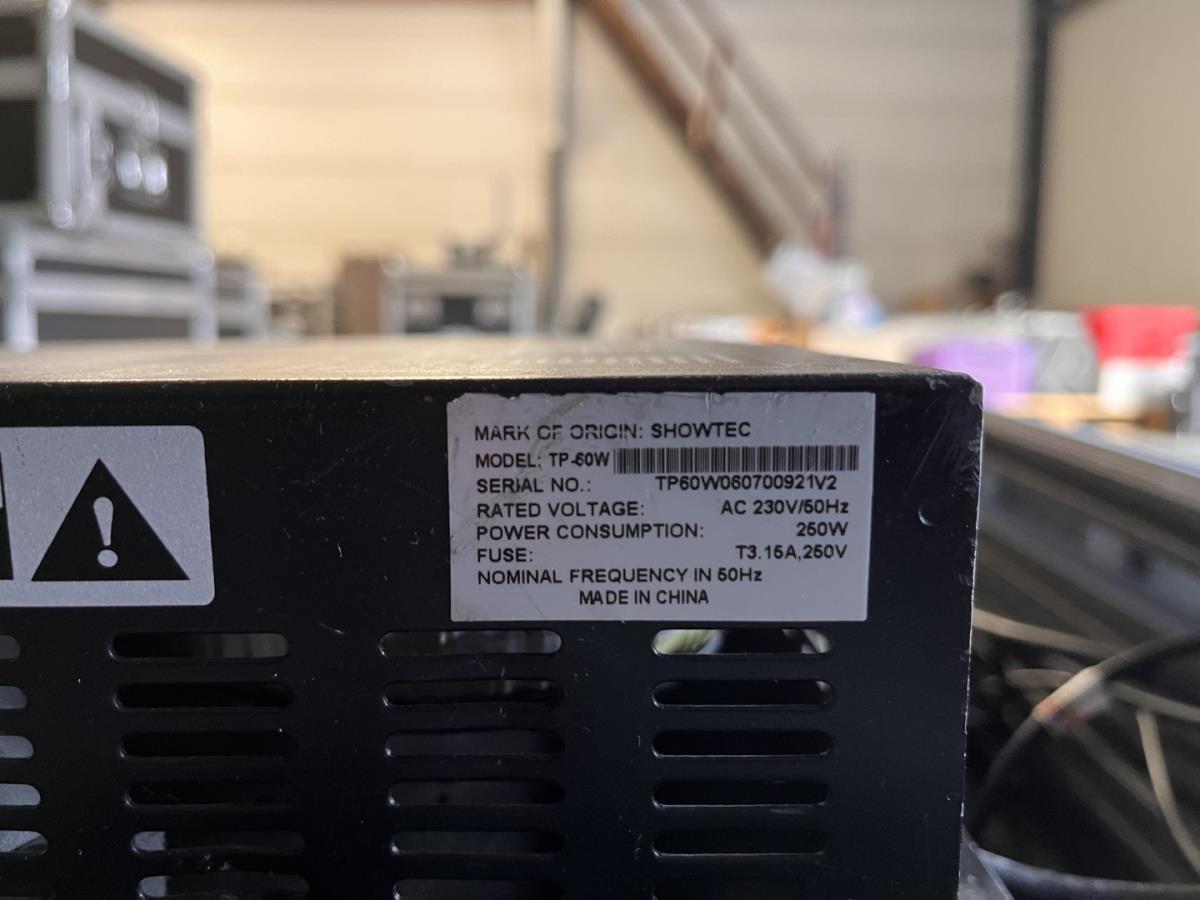 MARK OF ORIGIN: SHOWTEC
MODEL: TP-60W
SERIAL NO.: TP60W060700921V2
RATED VOLTAGE: AC 230V/50Hz
POWER CONSUMPTION: 250W
FUSE: T3.15A,250V
NOMINAL FREQUENCY IN 50Hz
MADE IN CHINA